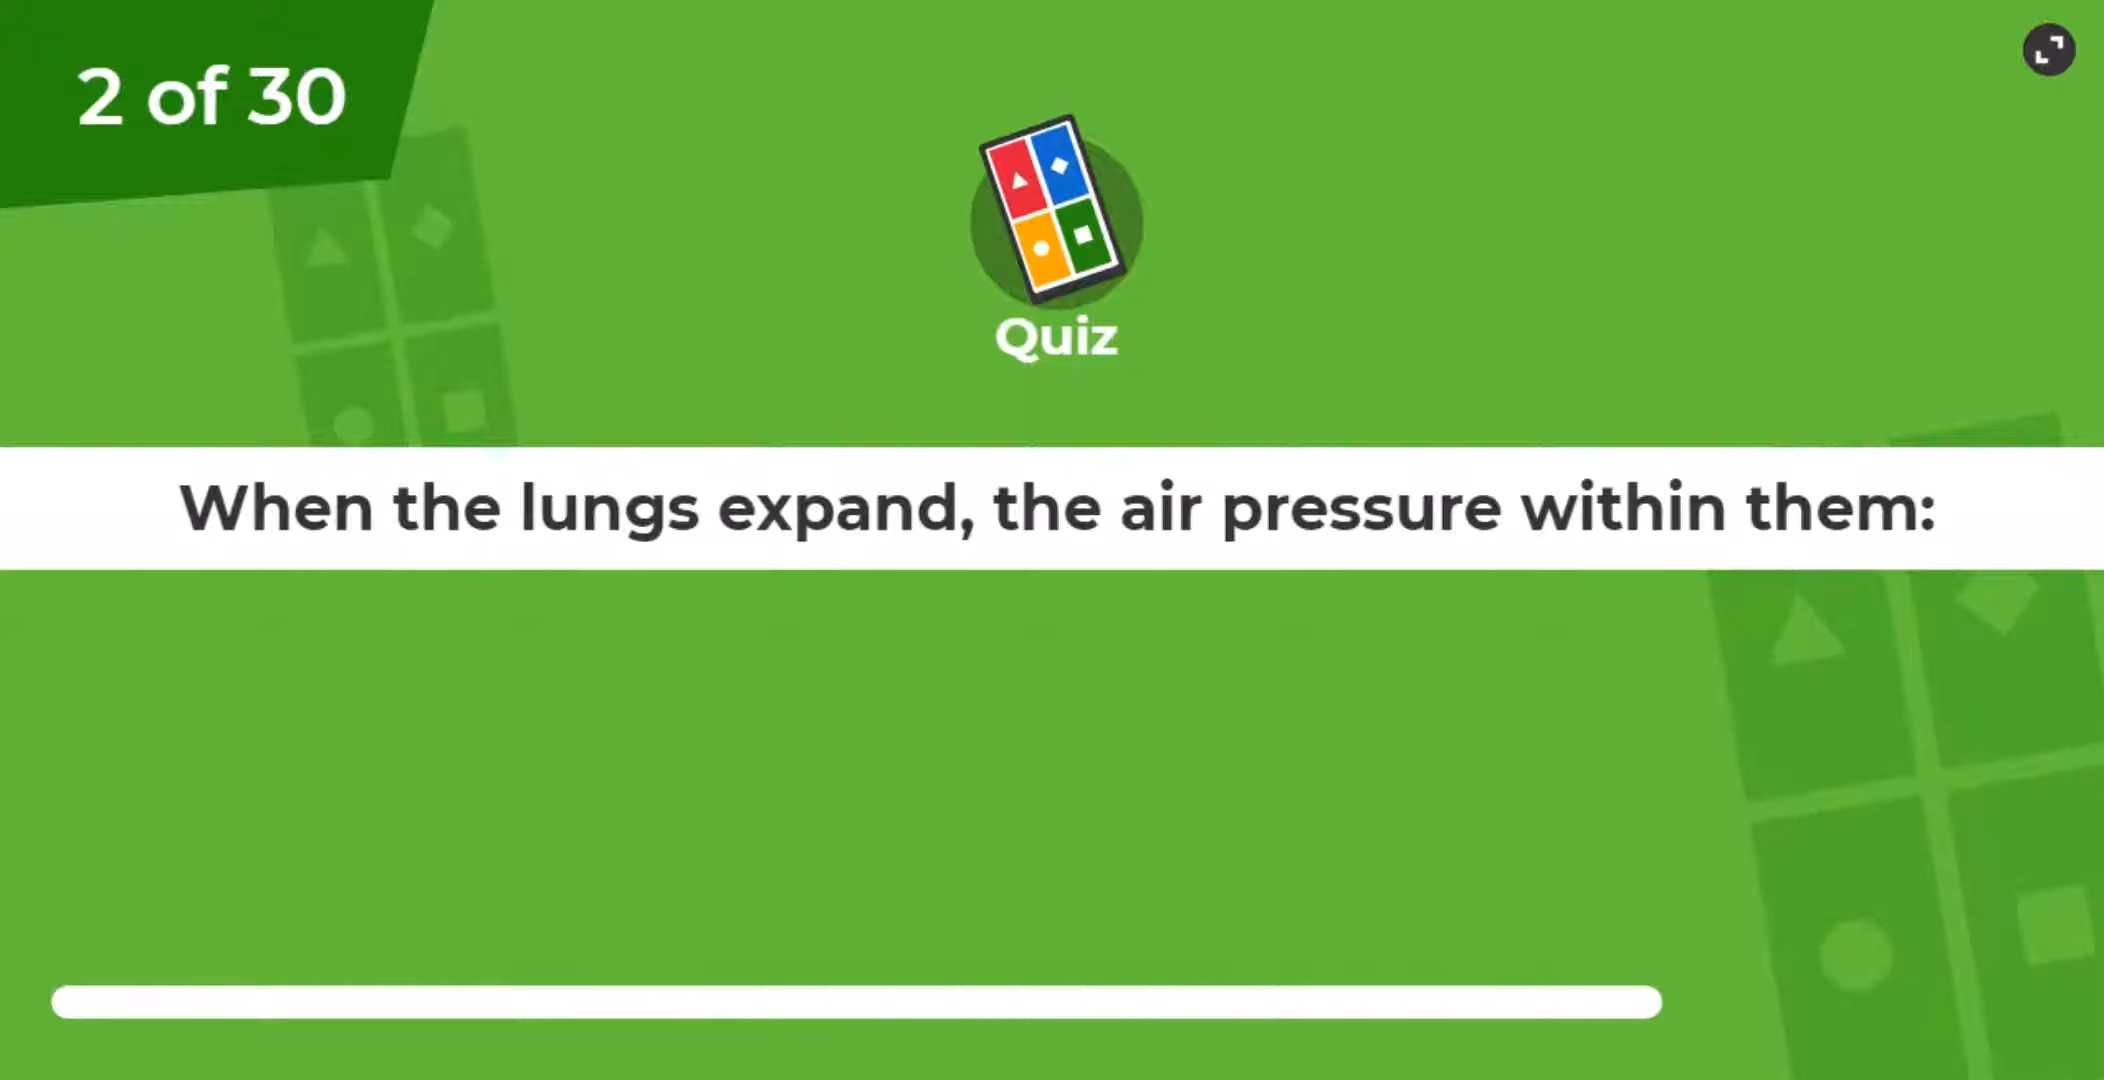 2 of 30
Quiz
When the lungs expand, the air pressure within them: